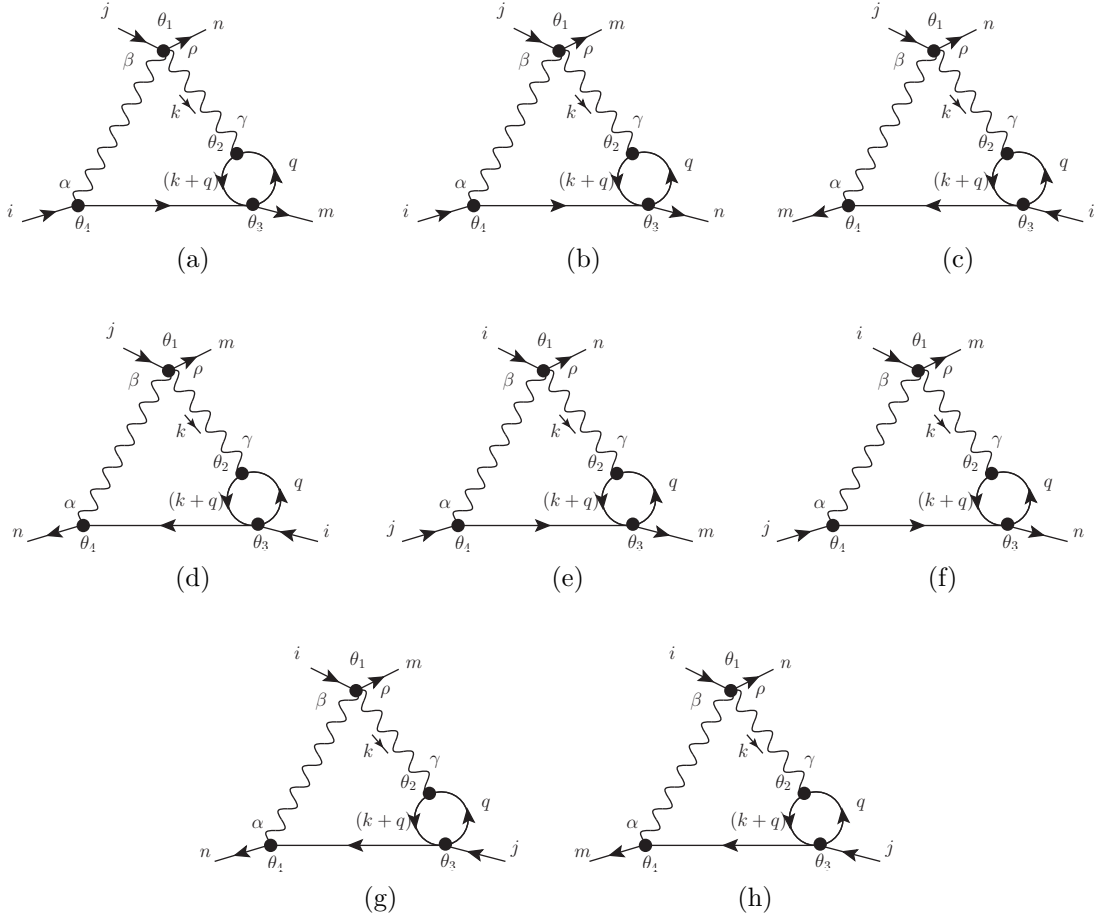 j θ₁ n
β ρ
k γ
θ₂ q
α (k + q)
i θ₄ θ₃ m
(a)
j θ₁ m
β ρ
k γ
θ₂ q
α (k + q)
i θ₄ θ₃ n
(b)
j θ₁ n
β ρ
k γ
θ₂ q
α (k + q)
m θ₄ θ₃ i
(c)
j θ₁ m
β ρ
k γ
θ₂ q
α (k + q)
n θ₄ θ₃ i
(d)
i θ₁ n
β ρ
k γ
θ₂ q
α (k + q)
j θ₄ θ₃ m
(e)
i θ₁ m
β ρ
k γ
θ₂ q
α (k + q)
j θ₄ θ₃ n
(f)
i θ₁ m
β ρ
k γ
θ₂ q
α (k + q)
n θ₄ θ₃ j
(g)
i θ₁ n
β ρ
k γ
θ₂ q
α (k + q)
m θ₄ θ₃ j
(h)